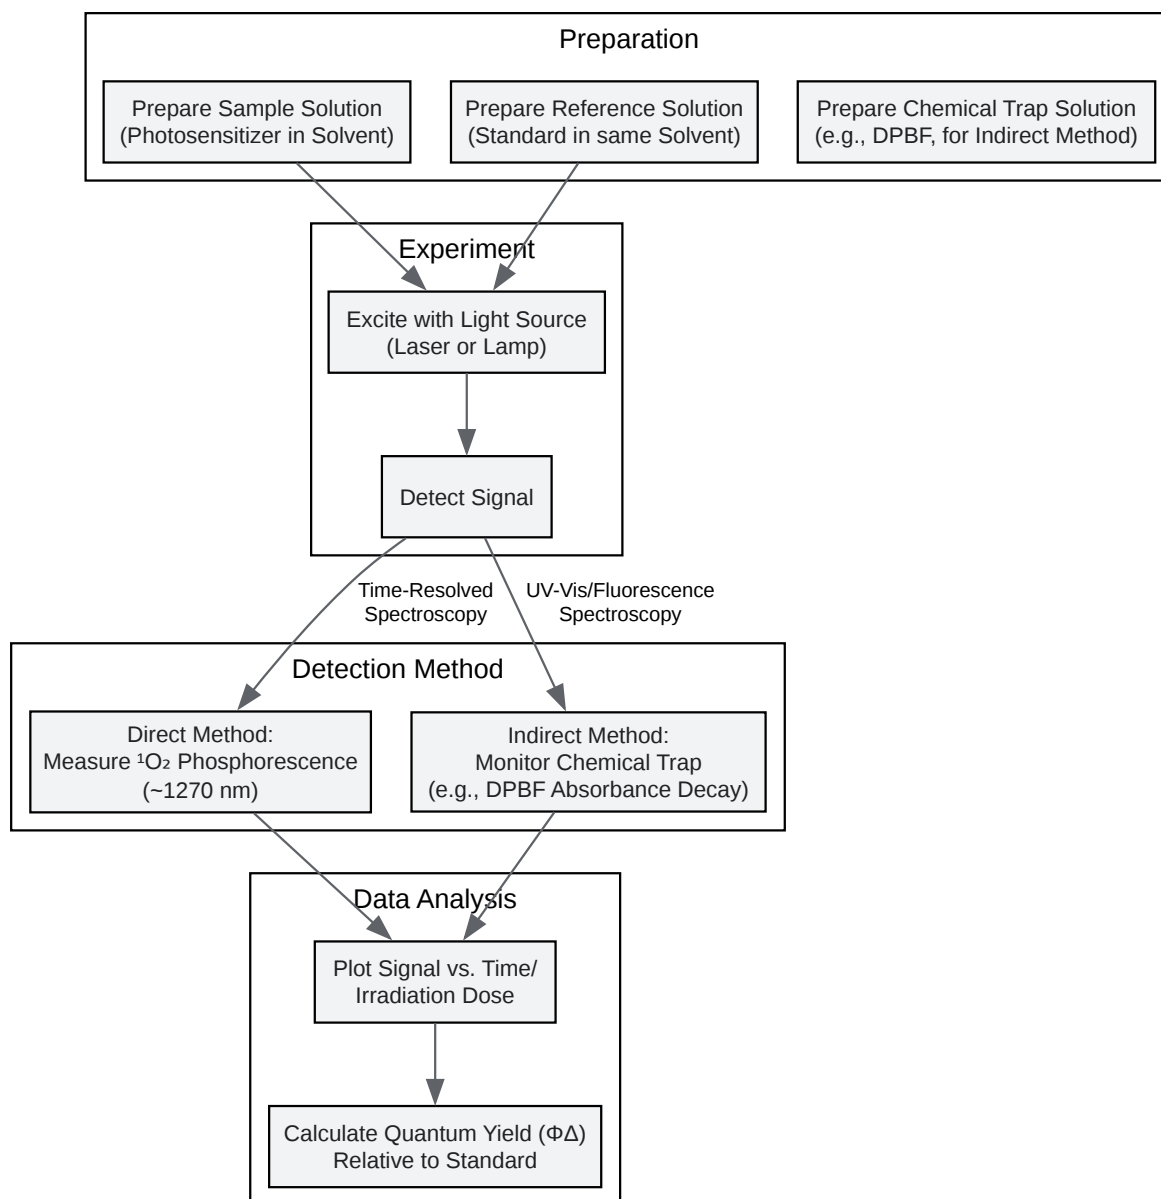 Preparation
Prepare Sample Solution
(Photosensitizer in Solvent)
Prepare Reference Solution
(Standard in same Solvent)
Prepare Chemical Trap Solution
(e.g., DPBF, for Indirect Method)
Experiment
Excite with Light Source
(Laser or Lamp)
Detect Signal
Time-Resolved
Spectroscopy
UV-Vis/Fluorescence
Spectroscopy
Detection Method
Direct Method:
Measure ¹O₂ Phosphorescence
(~1270 nm)
Indirect Method:
Monitor Chemical Trap
(e.g., DPBF Absorbance Decay)
Data Analysis
Plot Signal vs. Time/
Irradiation Dose
Calculate Quantum Yield (ΦΔ)
Relative to Standard